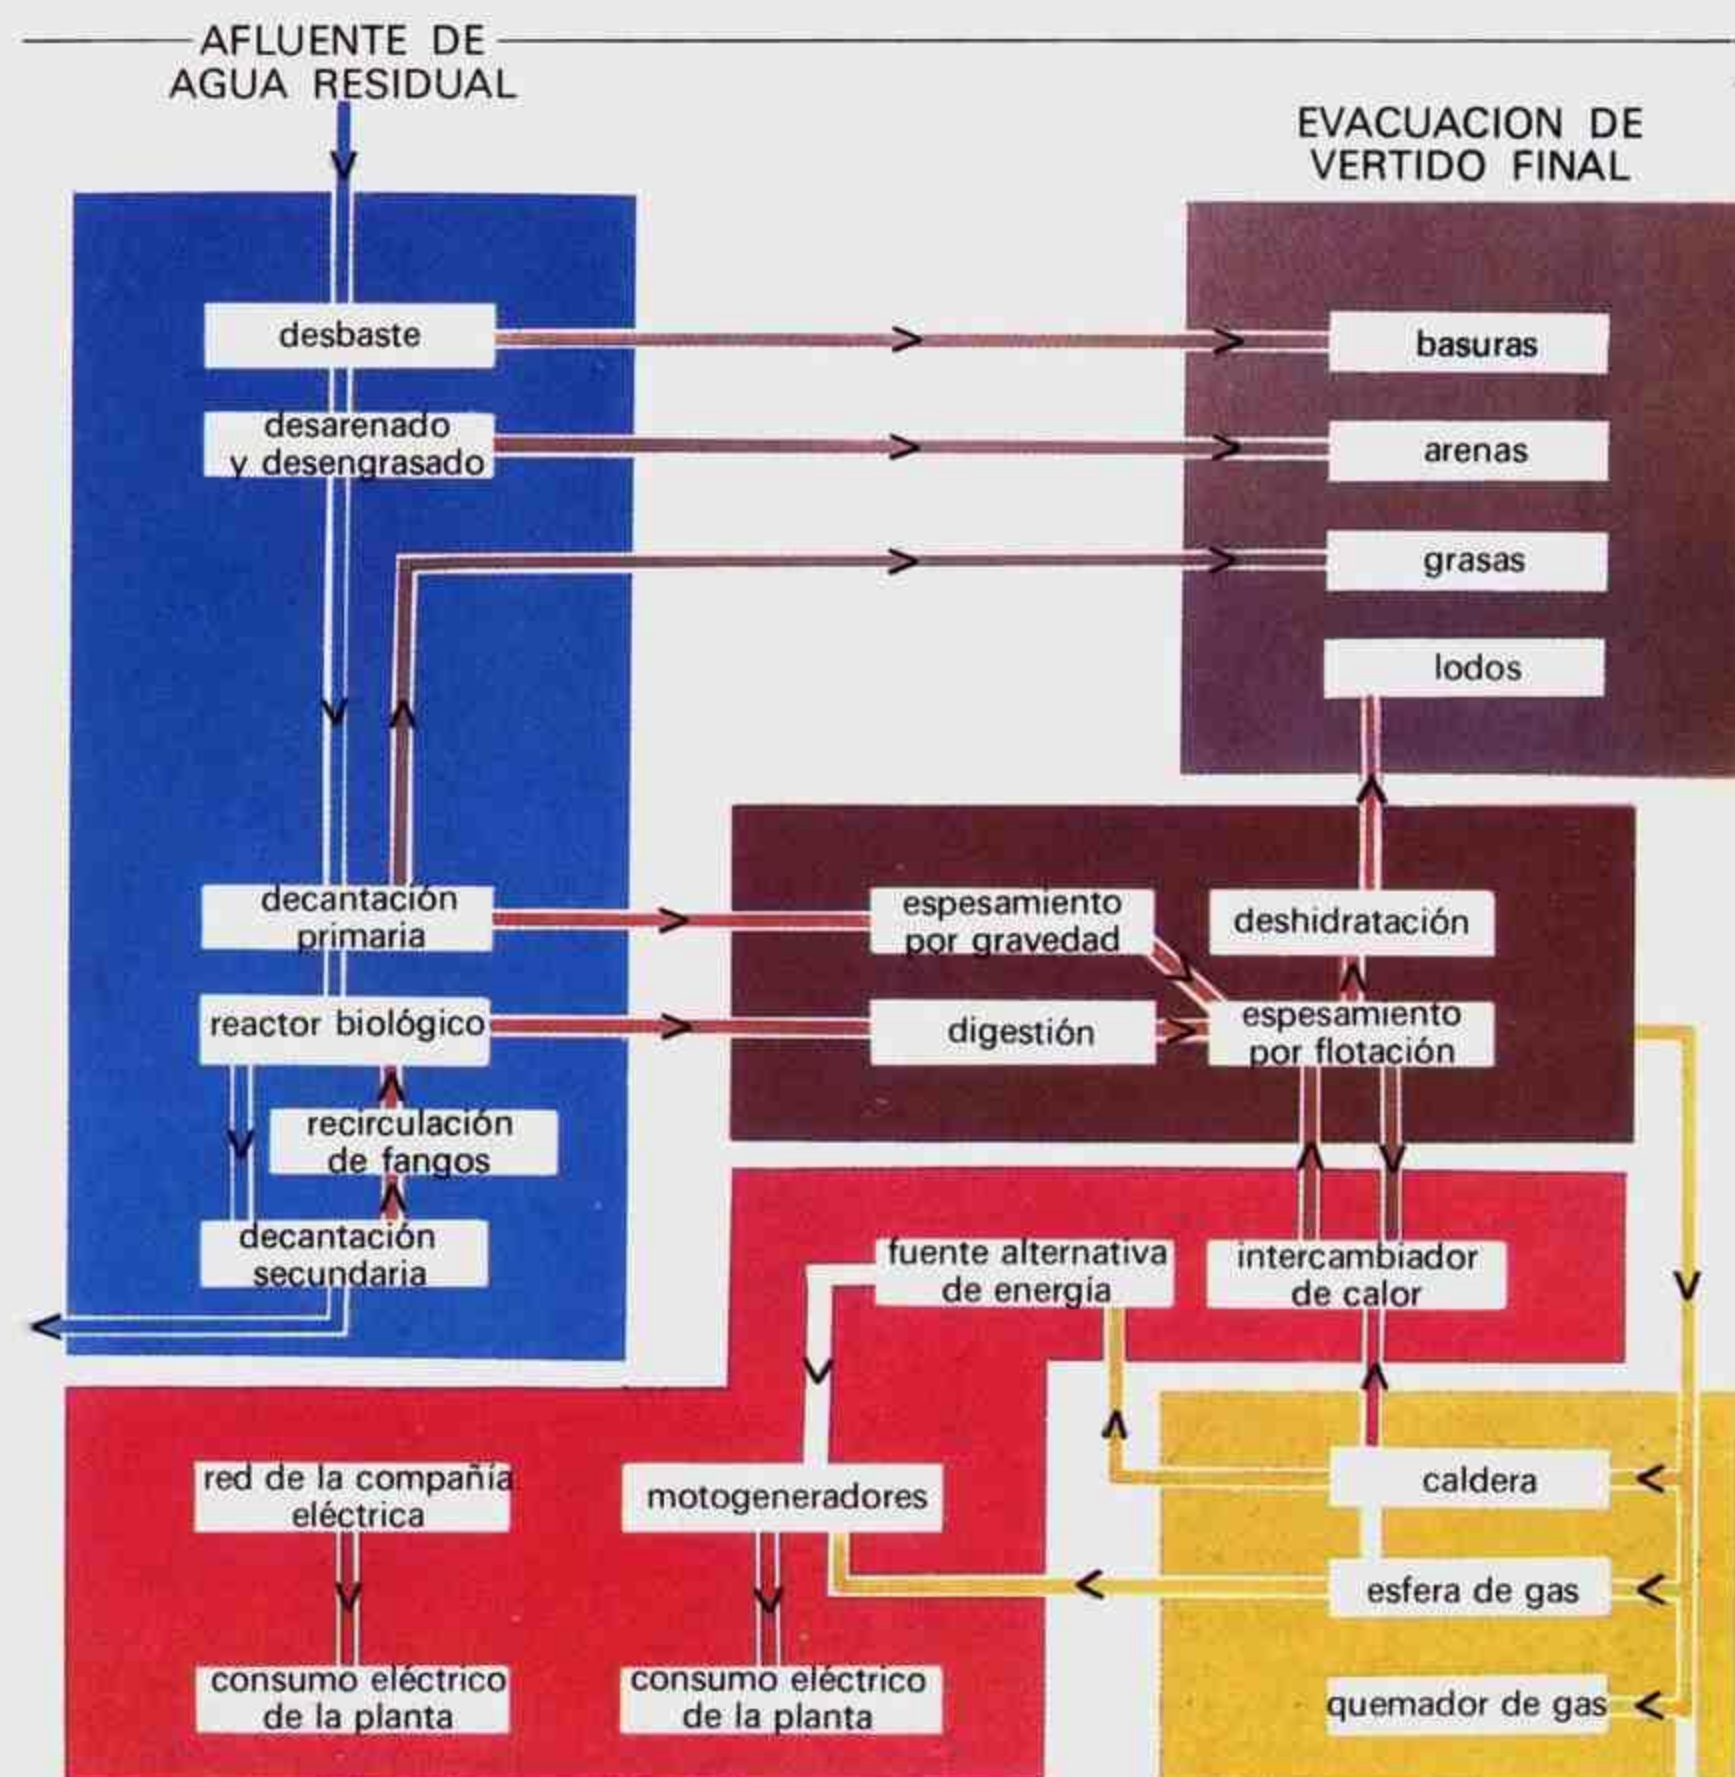 AFLUENTE DE
AGUA RESIDUAL
EVACUACION DE
VERTIDO FINAL
desbaste
basuras
desarenado
y desengrasado
arenas
grasas
lodos
decantación
primaria
espesamiento
por gravedad
deshidratación
reactor biológico
digestión
espesamiento
por flotación
recirculación
de fangos
decantación
secundaria
fuente alternativa
de energía
intercambiador
de calor
red de la compañía
eléctrica
motogeneradores
caldera
esfera de gas
consumo eléctrico
de la planta
consumo eléctrico
de la planta
quemador de gas